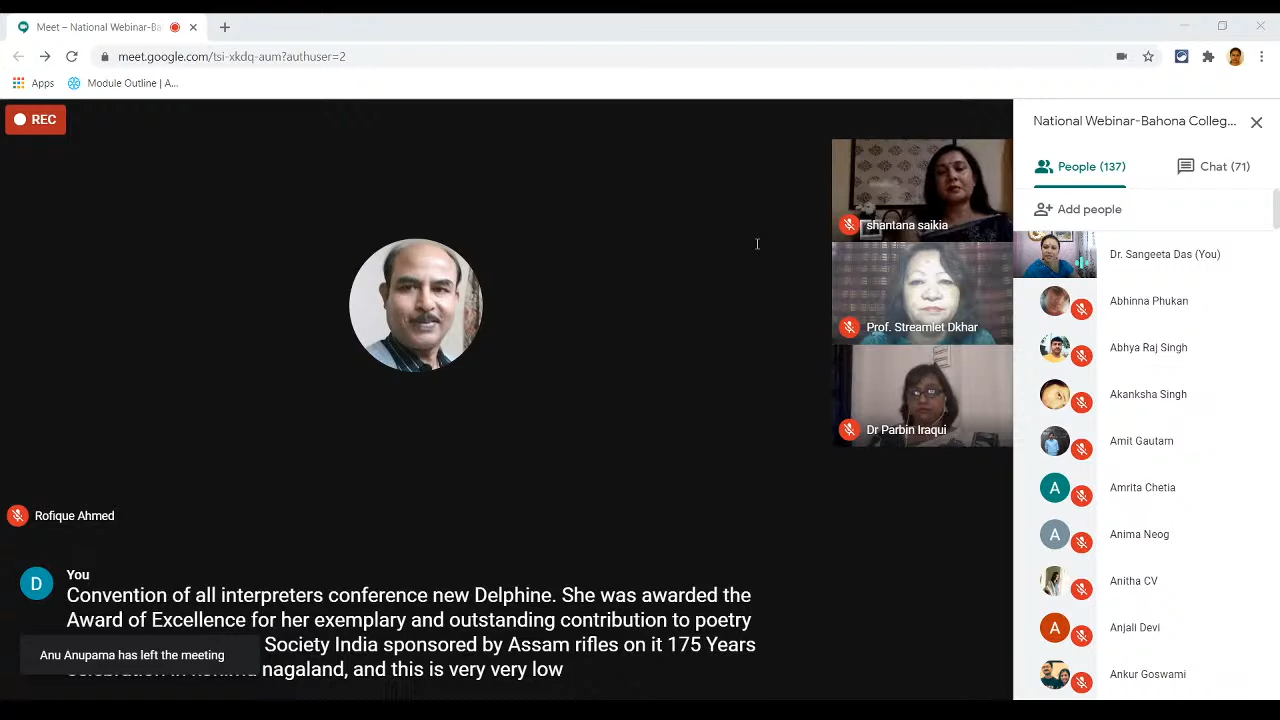 Meet – National Webinar-Ba
meet.google.com/tsi-xkdq-aum?authuser=2
Apps
Module Outline | A...
REC
National Webinar-Bahona Colleg...
People (137)
Chat (71)
Add people
shantana saikia
Prof. Streamlet Dkhar
Dr Parbin Iraqui
Dr. Sangeeta Das (You)
Abhinna Phukan
Abhya Raj Singh
Akanksha Singh
Amit Gautam
A Amrita Chetia
A Anima Neog
Anitha CV
A Anjali Devi
Ankur Goswami
Rofique Ahmed
D You
Convention of all interpreters conference new Delphine. She was awarded the
Award of Excellence for her exemplary and outstanding contribution to poetry
Society India sponsored by Assam rifles on it 175 Years
nagaland, and this is very very low
Anu Anupama has left the meeting